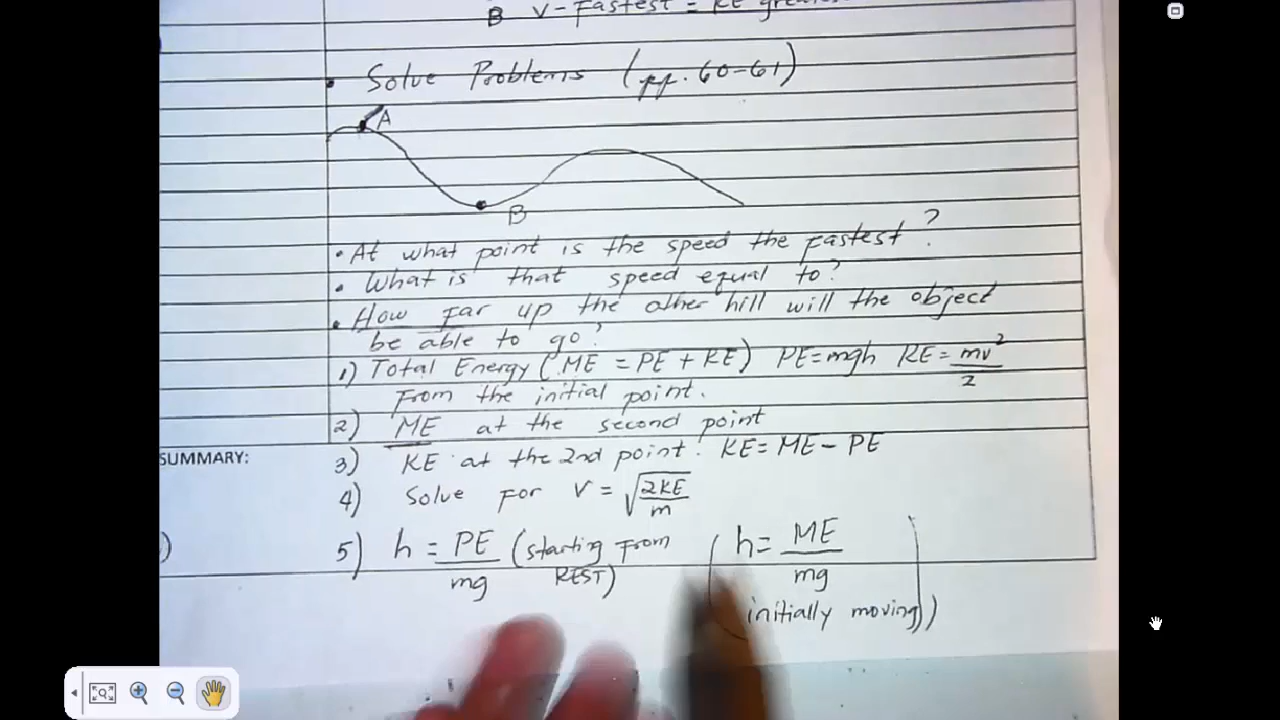 B V-Fastest = KE greates
• Solve Problems (pp. 60-61)
A
B
• At what point is the speed the fastest?
• What is that speed equal to?
• How far up the other hill will the object
be able to go?
1) Total Energy (ME = PE + KE) PE=mgh KE = mv²/2
from the initial point.
2) ME at the second point
SUMMARY:
3) KE at the 2nd point. KE = ME - PE
4) Solve for V = √2KE/m
5) h = PE/mg (starting from REST) (h = ME/mg
initially moving)